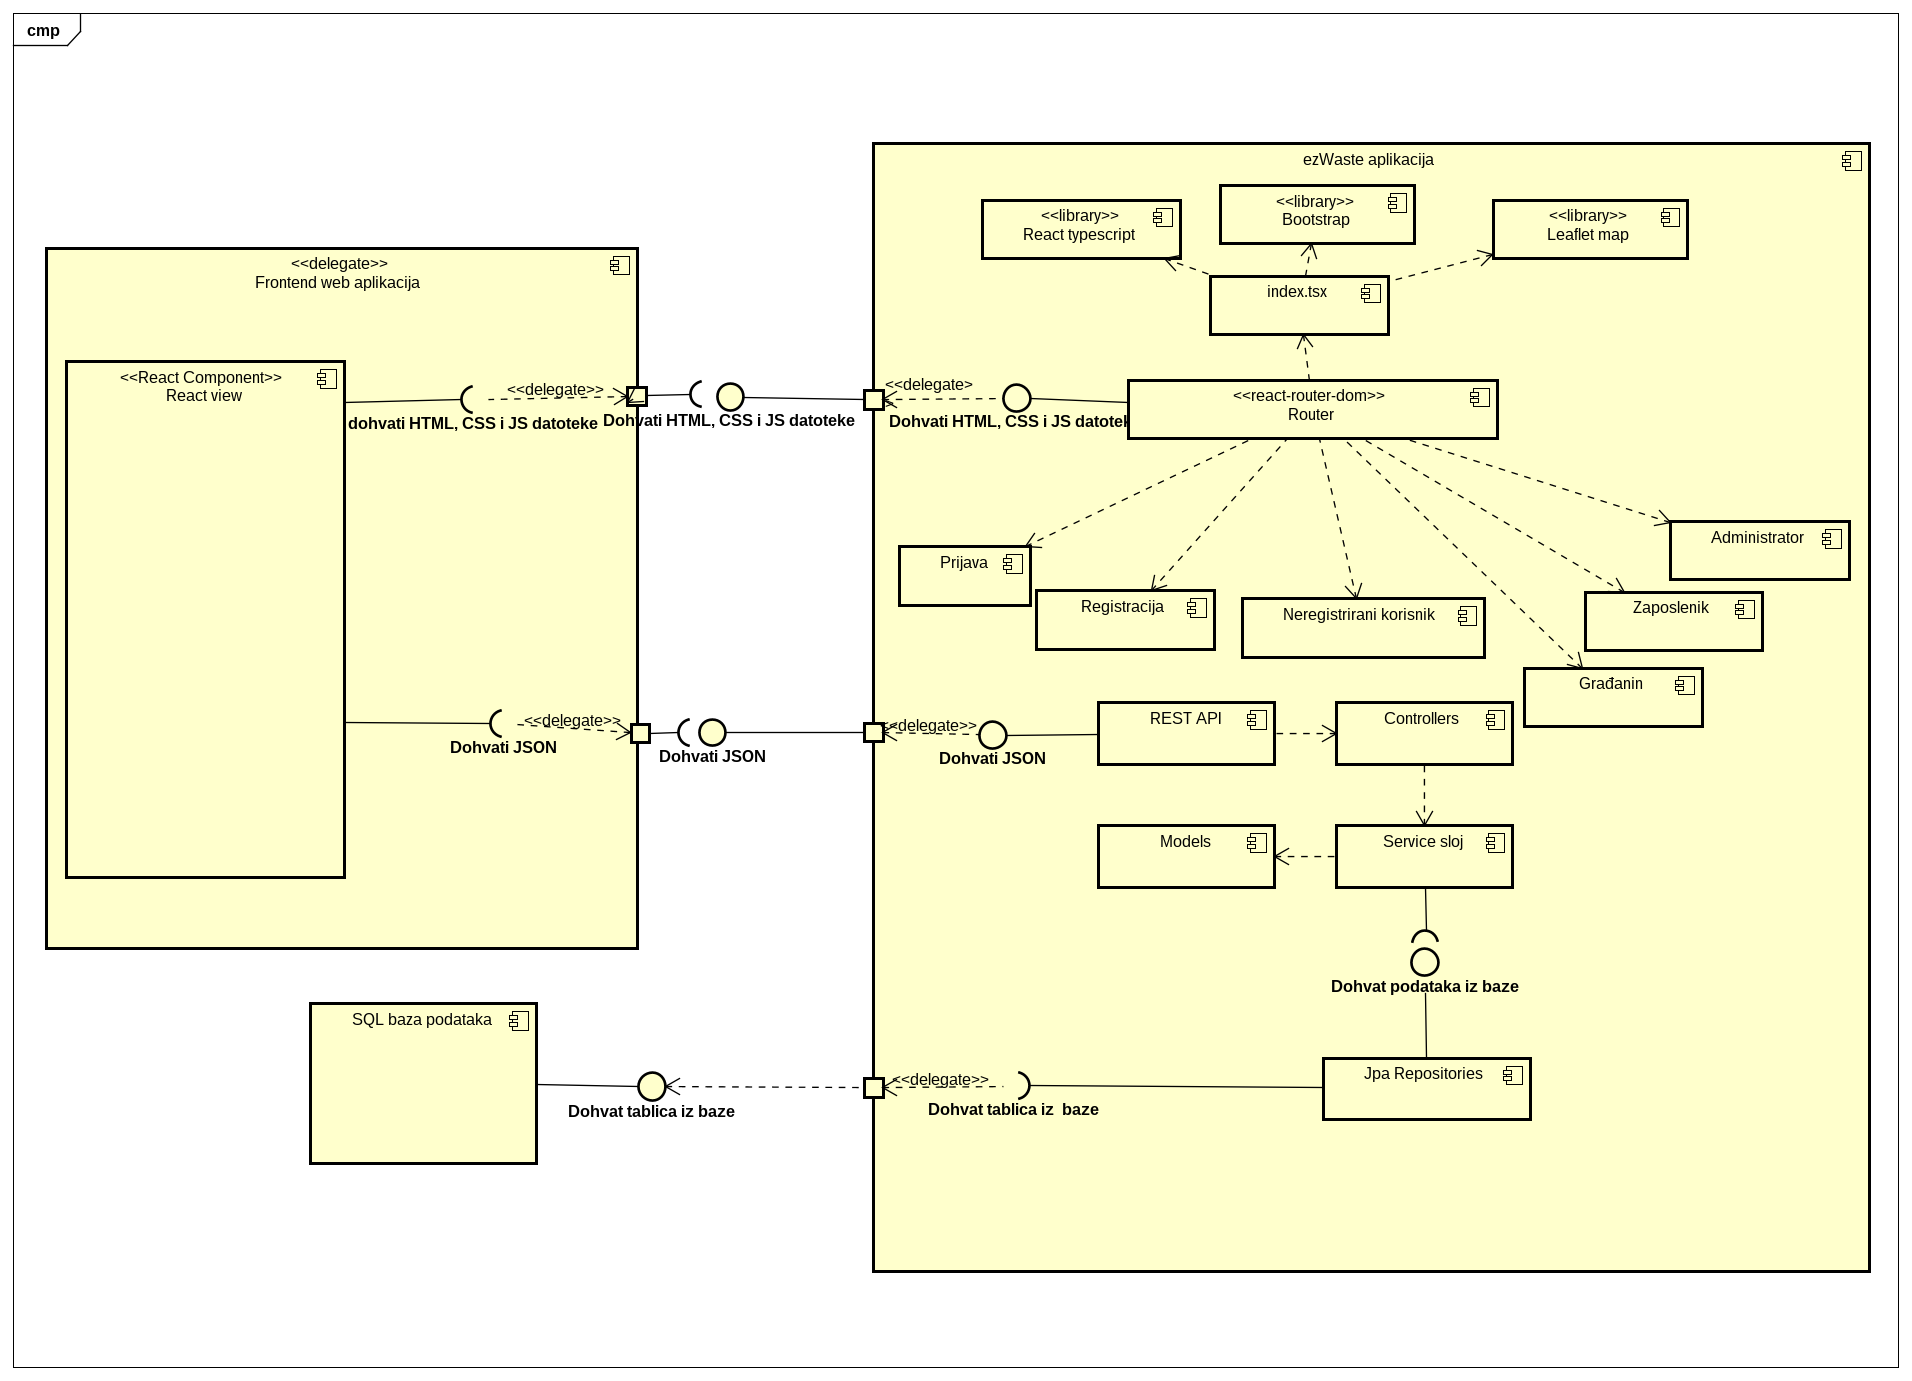 cmp
ezWaste aplikacija
<<library>>
React typescript
<<library>>
Bootstrap
<<library>>
Leaflet map
index.tsx
<<delegate>>
Frontend web aplikacija
<<React Component>>
React view
<<delegate>>
dohvati HTML, CSS i JS datoteke
Dohvati HTML, CSS i JS datoteke
<<delegate>
>
Dohvati HTML, CSS i JS datotek
<<react-router-dom>>
Router
Prijava
Registracija
Neregistrirani korisnik
Administrator
Zaposlenik
Građanin
<<delegate>>
Dohvati JSON
Dohvati JSON
<<delegate>>
Dohvati JSON
REST API
Controllers
Models
Service sloj
Dohvat podataka iz baze
SQL baza podataka
Dohvat tablica iz baze
<<delegate>>
Dohvat tablica iz  baze
Jpa Repositories